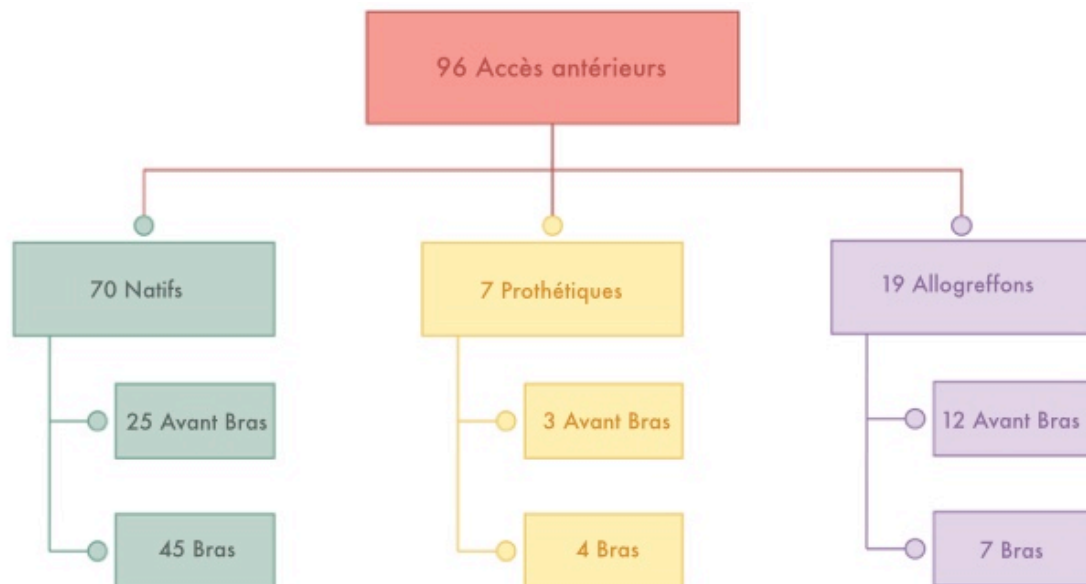 96 Accès antérieurs
70 Natifs
7 Prothétiques
19 Allogreffons
25 Avant Bras
3 Avant Bras
12 Avant Bras
45 Bras
4 Bras
7 Bras